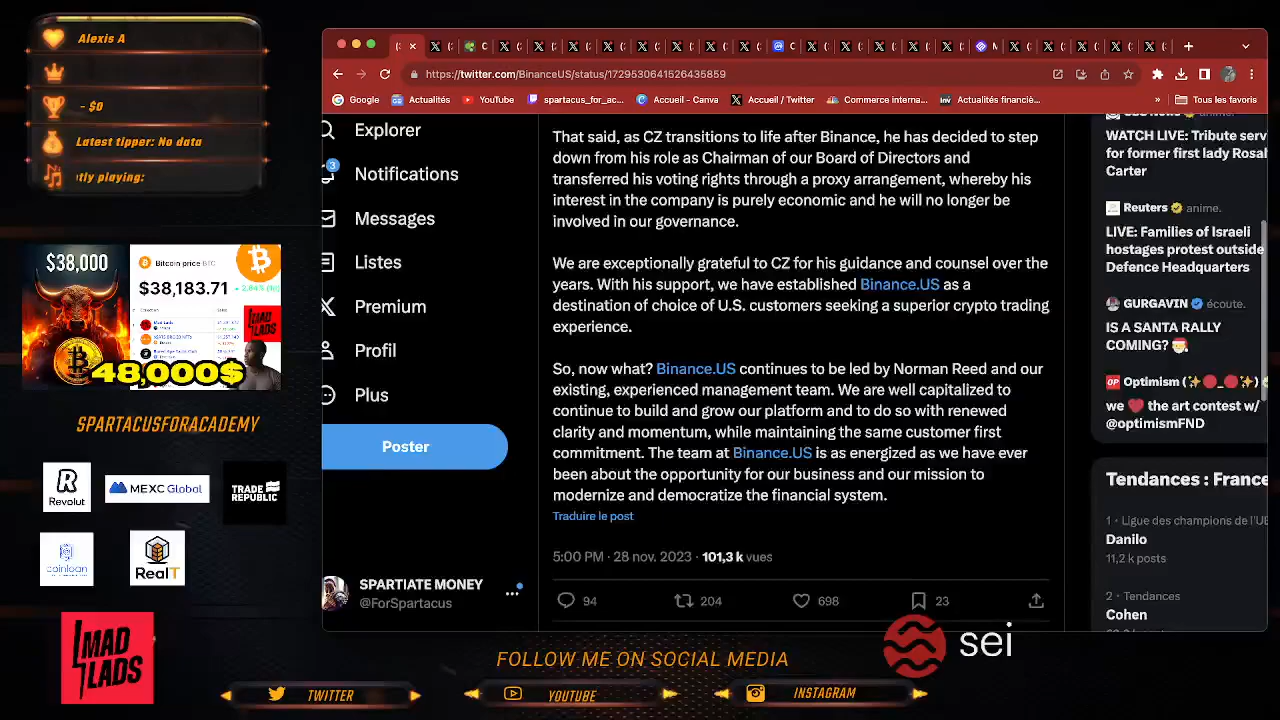 Alexis A
- $0
Latest tipper: No data
tly playing:
$38,000
Bitcoin price BTC
$38,183.71
MAD LADS
48,000$
SPARTACUSFORACADEMY
Revolut
MEXC Global
TRADE REPUBLIC
coinloan
RealT
MAD LADS
https://twitter.com/BinanceUS/status/1729530641526435859
Google
Actualités
YouTube
spartacus_for_ac...
Accueil - Canva
Accueil / Twitter
Commerce interna...
Actualités financiè...
»
Tous les favoris
Explorer
3
Notifications
Messages
Listes
Premium
Profil
Plus
Poster
SPARTIATE MONEY
@ForSpartacus
That said, as CZ transitions to life after Binance, he has decided to step
down from his role as Chairman of our Board of Directors and
transferred his voting rights through a proxy arrangement, whereby his
interest in the company is purely economic and he will no longer be
involved in our governance.
We are exceptionally grateful to CZ for his guidance and counsel over the
years. With his support, we have established Binance.US as a
destination of choice of U.S. customers seeking a superior crypto trading
experience.
So, now what? Binance.US continues to be led by Norman Reed and our
existing, experienced management team. We are well capitalized to
continue to build and grow our platform and to do so with renewed
clarity and momentum, while maintaining the same customer first
commitment. The team at Binance.US is as energized as we have ever
been about the opportunity for our business and our mission to
modernize and democratize the financial system.
Traduire le post
5:00 PM · 28 nov. 2023 · 101,3 k vues
94
204
698
23
WATCH LIVE: Tribute serv
for former first lady Rosal
Carter
Reuters anime.
LIVE: Families of Israeli
hostages protest outside
Defence Headquarters
GURGAVIN écoute.
IS A SANTA RALLY
COMING? 🎅
OP Optimism (✨🔴_🔴✨)
we ❤️ the art contest w/
@optimismFND
Tendances : France
1 · Ligue des champions de l'UE
Danilo
11,2 k posts
2 · Tendances
Cohen
sei
FOLLOW ME ON SOCIAL MEDIA
TWITTER
YOUTUBE
INSTAGRAM